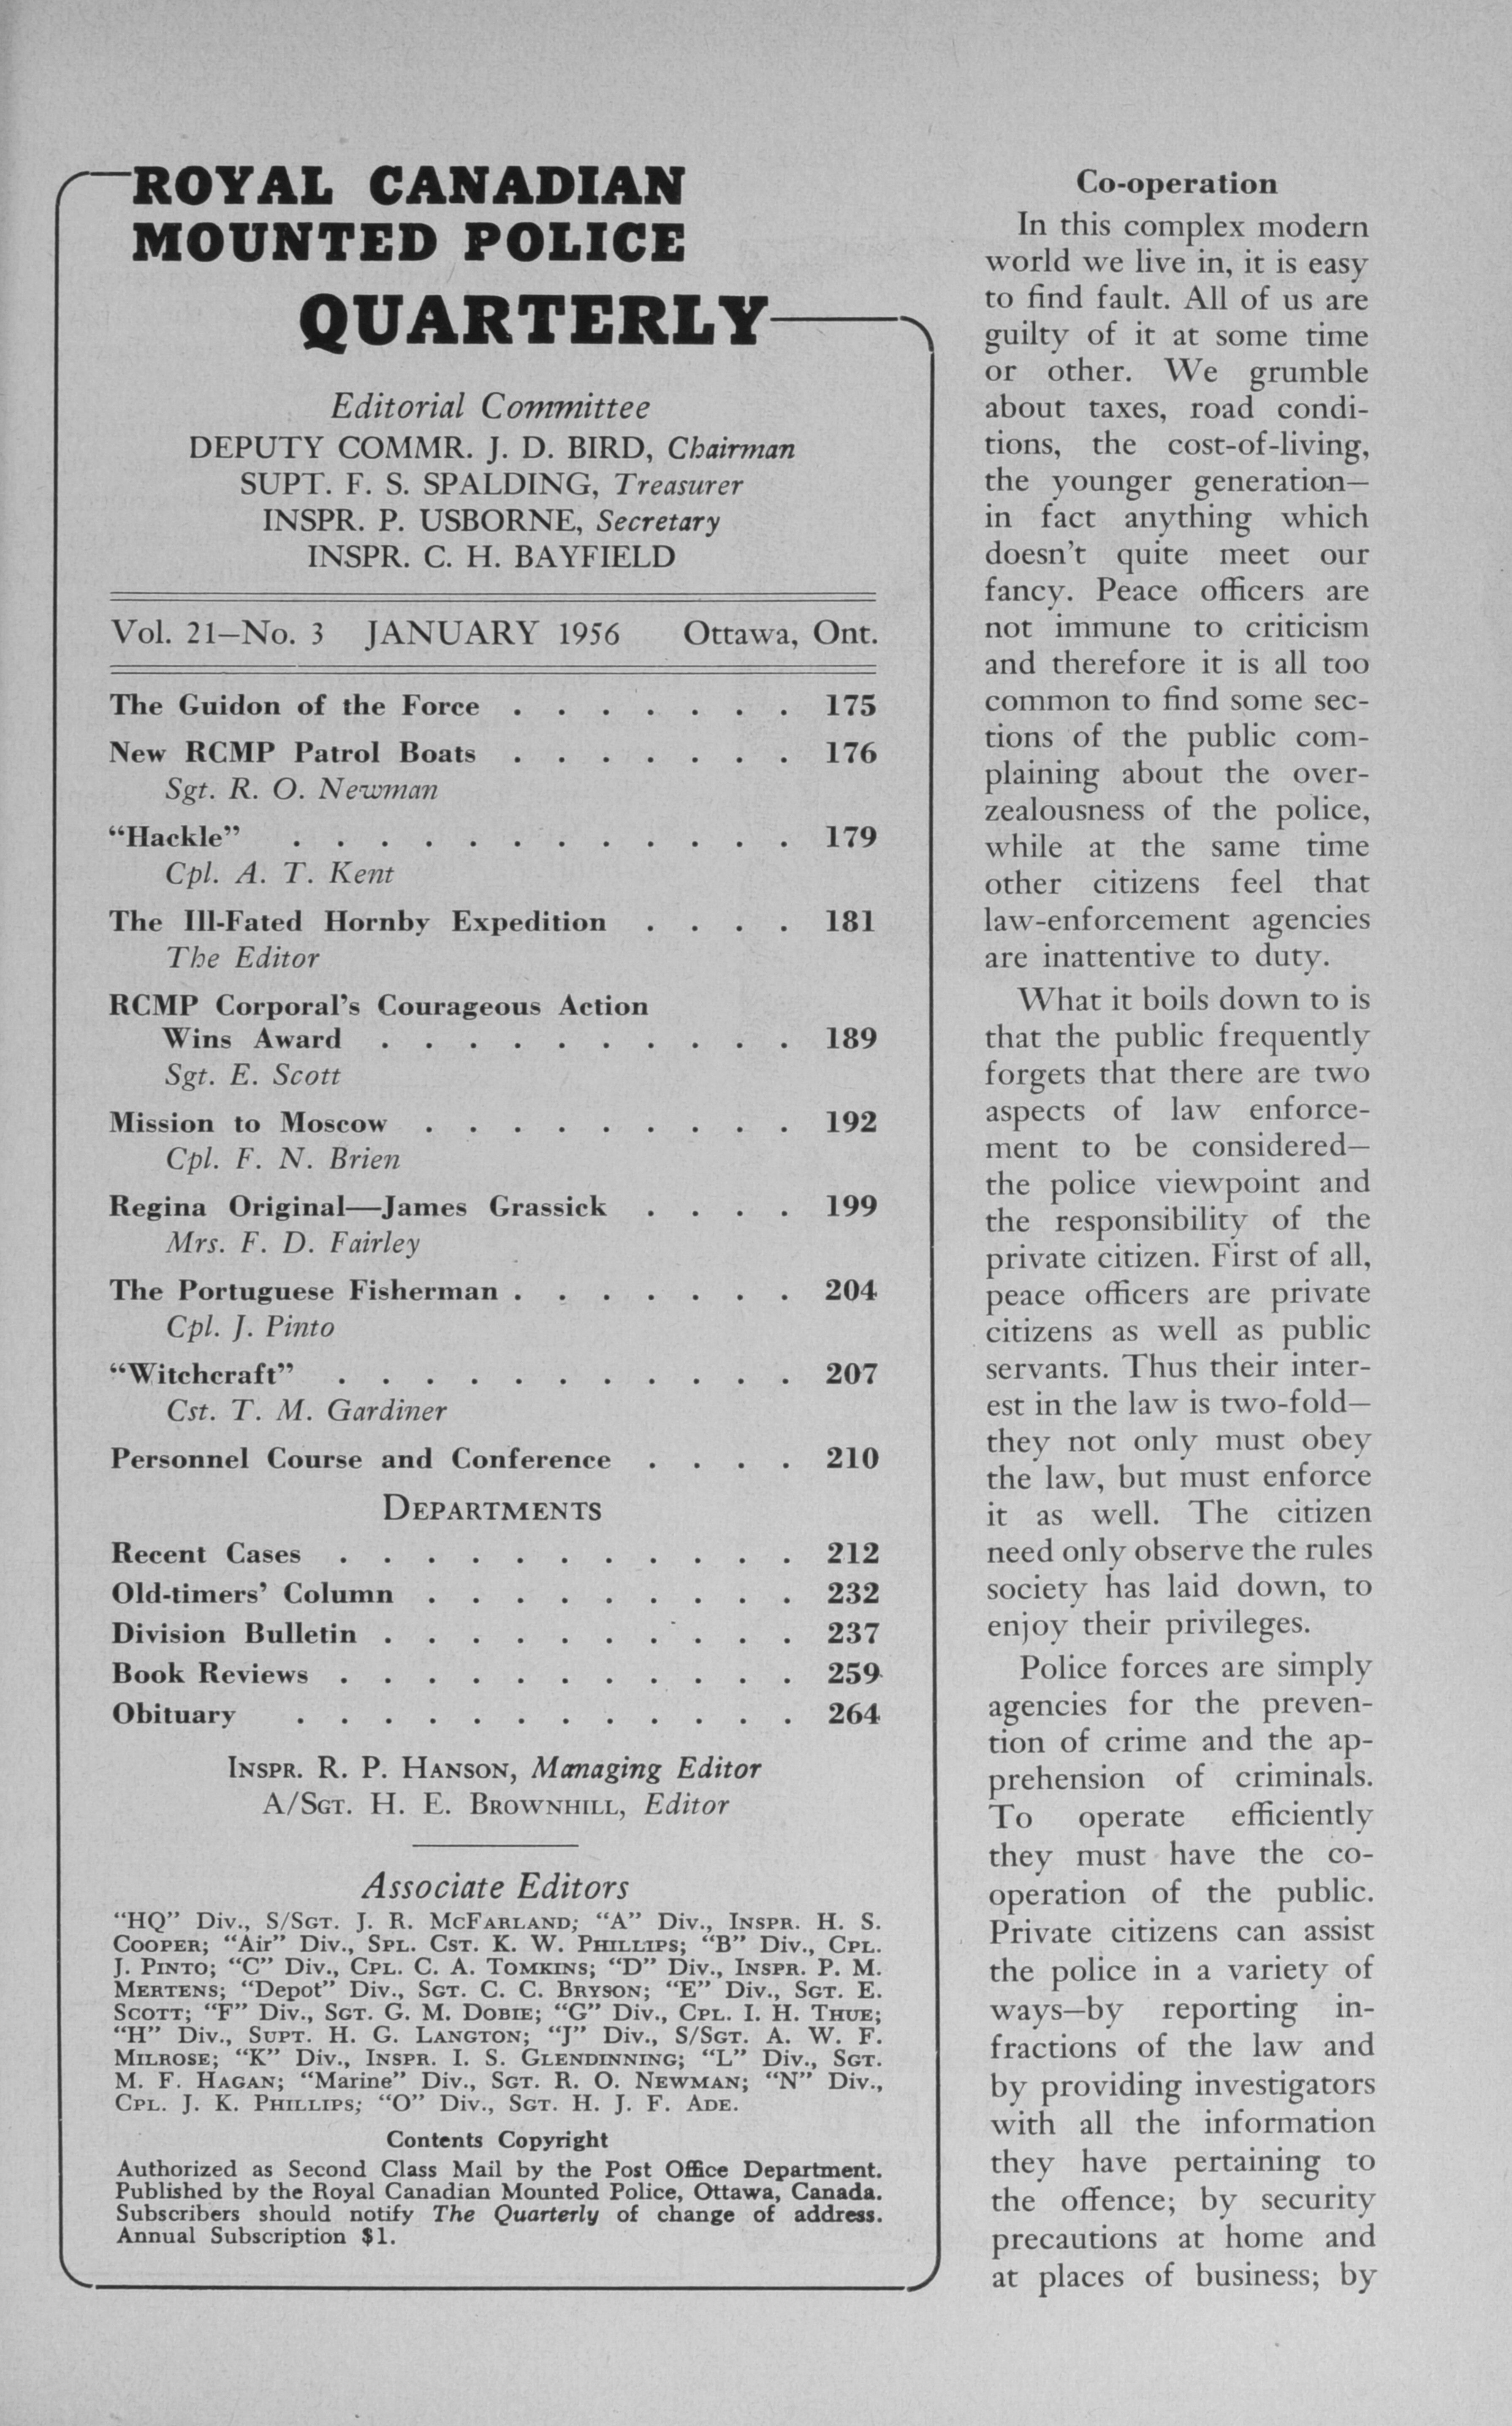 ROYAL CANADIAN
MOUNTED POLICE
QUARTERLY
Editorial Committee
DEPUTY COMMR. J. D. BIRD, Chairman
SUPT. F. S. SPALDING, Treasurer
INSPR. P. USBORNE, Secretary
INSPR. C. H. BAYFIELD
Vol. 21—No. 3 JANUARY 1956 Ottawa, Ont.
The Guidon of the Force . . . . . . . 175
New RCMP Patrol Boats . . . . . . . 176
Sgt. R. O. Newman
“Hackle” . . . . . . . . . . . . 179
Cpl. A. T. Kent
The Ill-Fated Hornby Expedition . . . . 181
The Editor
RCMP Corporal’s Courageous Action
Wins Award . . . . . . . . . . 189
Sgt. E. Scott
Mission to Moscow . . . . . . . . . 192
Cpl. F. N. Brien
Regina Original—James Grassick . . . . 199
Mrs. F. D. Fairley
The Portuguese Fisherman . . . . . . . 204
Cpl. J. Pinto
“Witchcraft” . . . . . . . . . . . 207
Cst. T. M. Gardiner
Personnel Course and Conference . . . . 210
DEPARTMENTS
Recent Cases . . . . . . . . . . . 212
Old-timers’ Column . . . . . . . . . 232
Division Bulletin . . . . . . . . . . 237
Book Reviews . . . . . . . . . . . 259
Obituary . . . . . . . . . . . . 264
INSPR. R. P. HANSON, Managing Editor
A/SGT. H. E. BROWNHILL, Editor
Associate Editors
“HQ” Div., S/SGT. J. R. MCFARLAND; “A” Div., INSPR. H. S.
COOPER; “Air” Div., SPL. CST. K. W. PHILLIPS; “B” Div., CPL.
J. PINTO; “C” Div., CPL. C. A. TOMKINS; “D” Div., INSPR. P. M.
MERTENS; “Depot” Div., SGT. C. C. BRYSON; “E” Div., SGT. E.
SCOTT; “F” Div., SGT. G. M. DOBIE; “G” Div., CPL. I. H. THUE;
“H” Div., SUPT. H. G. LANGTON; “J” Div., S/SGT. A. W. F.
MILROSE; “K” Div., INSPR. I. S. GLENDINNING; “L” Div., SGT.
M. F. HAGAN; “Marine” Div., SGT. R. O. NEWMAN; “N” Div.,
CPL. J. K. PHILLIPS; “O” Div., SGT. H. J. F. ADE.
Contents Copyright
Authorized as Second Class Mail by the Post Office Department.
Published by the Royal Canadian Mounted Police, Ottawa, Canada.
Subscribers should notify The Quarterly of change of address.
Annual Subscription $1.
Co-operation
In this complex modern
world we live in, it is easy
to find fault. All of us are
guilty of it at some time
or other. We grumble
about taxes, road condi-
tions, the cost-of-living,
the younger generation—
in fact anything which
doesn’t quite meet our
fancy. Peace officers are
not immune to criticism
and therefore it is all too
common to find some sec-
tions of the public com-
plaining about the over-
zealousness of the police,
while at the same time
other citizens feel that
law-enforcement agencies
are inattentive to duty.
What it boils down to is
that the public frequently
forgets that there are two
aspects of law enforce-
ment to be considered—
the police viewpoint and
the responsibility of the
private citizen. First of all,
peace officers are private
citizens as well as public
servants. Thus their inter-
est in the law is two-fold—
they not only must obey
the law, but must enforce
it as well. The citizen
need only observe the rules
society has laid down, to
enjoy their privileges.
Police forces are simply
agencies for the preven-
tion of crime and the ap-
prehension of criminals.
To operate efficiently
they must have the co-
operation of the public.
Private citizens can assist
the police in a variety of
ways—by reporting in-
fractions of the law and
by providing investigators
with all the information
they have pertaining to
the offence; by security
precautions at home and
at places of business; by